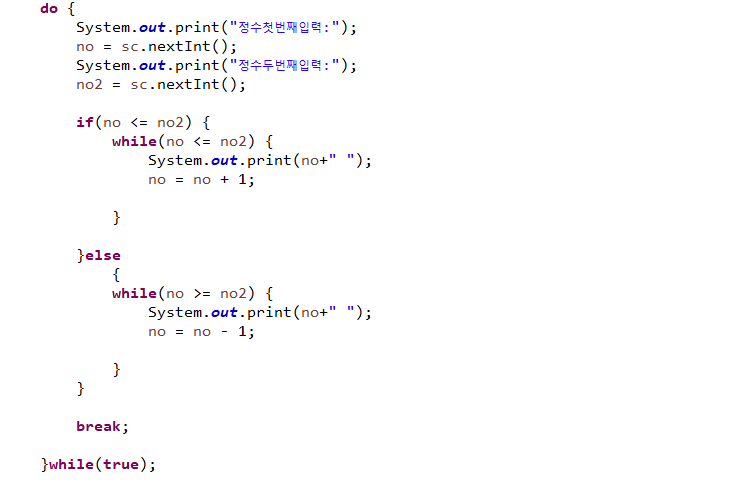 do {
System.out.print("정수첫번째입력:");
no = sc.nextInt();
System.out.print("정수두번째입력:");
no2 = sc.nextInt();
if(no <= no2) {
while(no <= no2) {
System.out.print(no+" ");
no = no + 1;
}
}else
{
while(no >= no2) {
System.out.print(no+" ");
no = no - 1;
}
}
break;
}while(true);